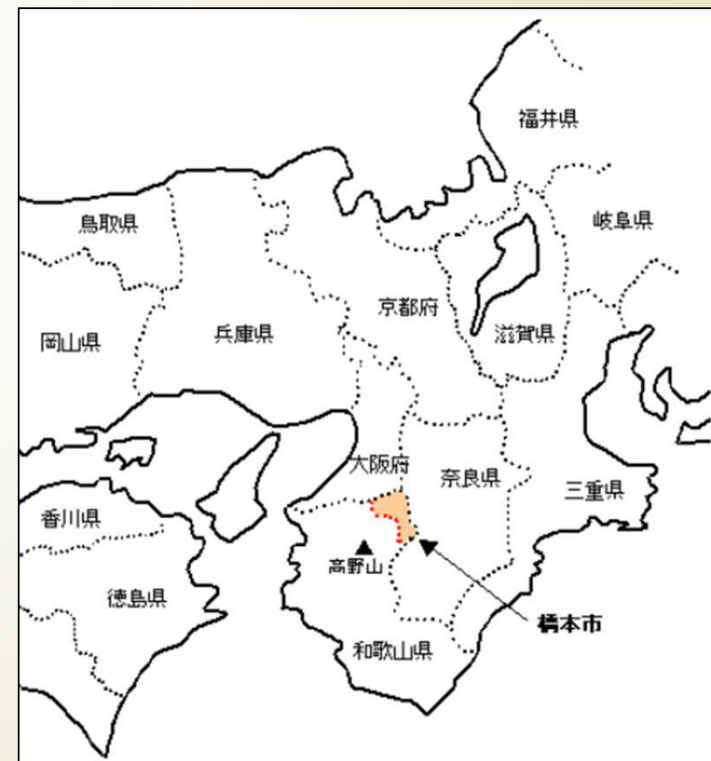 福井県
鳥取県
岐阜県
京都府
岡山県
兵庫県
滋賀県
大阪府
奈良県
三重県
香川県
高野山
徳島県
橋本市
和歌山県